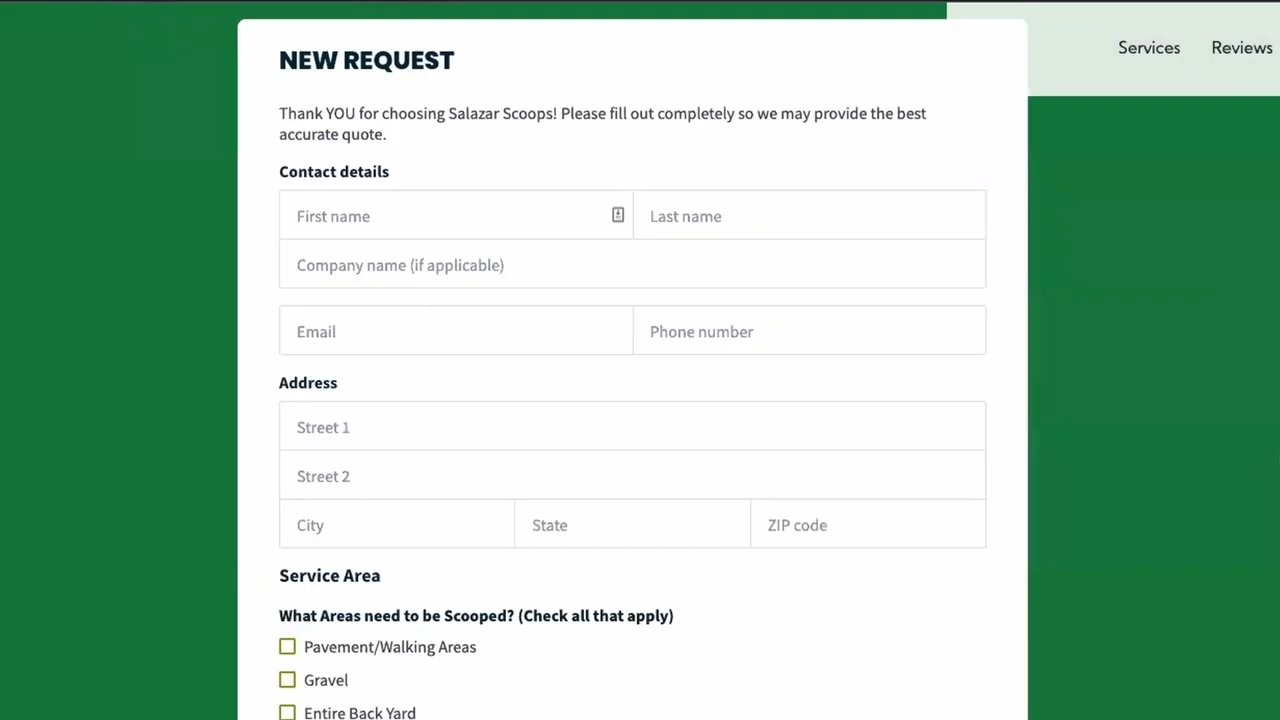 Services Reviews
NEW REQUEST
Thank YOU for choosing Salazar Scoops! Please fill out completely so we may provide the best
accurate quote.
Contact details
First name Last name
Company name (if applicable)
Email Phone number
Address
Street 1
Street 2
City State ZIP code
Service Area
What Areas need to be Scooped? (Check all that apply)
Pavement/Walking Areas
Gravel
Entire Back Yard